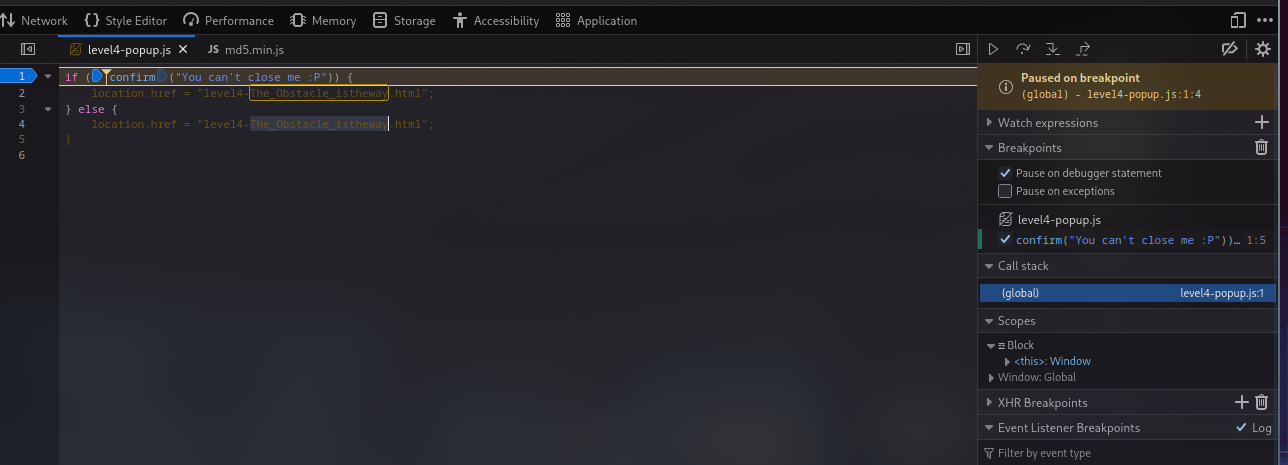 Network Style Editor Performance Memory Storage Accessibility Application
level4-popup.js JS md5.min.js
1 if (confirm("You can't close me :P")) {
2 location.href = "level4-The_Obstacle_istheway.html";
3 } else {
4 location.href = "level4-The_Obstacle_istheway.html";
5 }
6
Paused on breakpoint
(global) - level4-popup.js:1:4
Watch expressions
Breakpoints
Pause on debugger statement
Pause on exceptions
level4-popup.js
confirm("You can't close me :P"))… 1:5
Call stack
(global) level4-popup.js:1
Scopes
Block
<this>: Window
Window: Global
XHR Breakpoints
Event Listener Breakpoints Log
Filter by event type